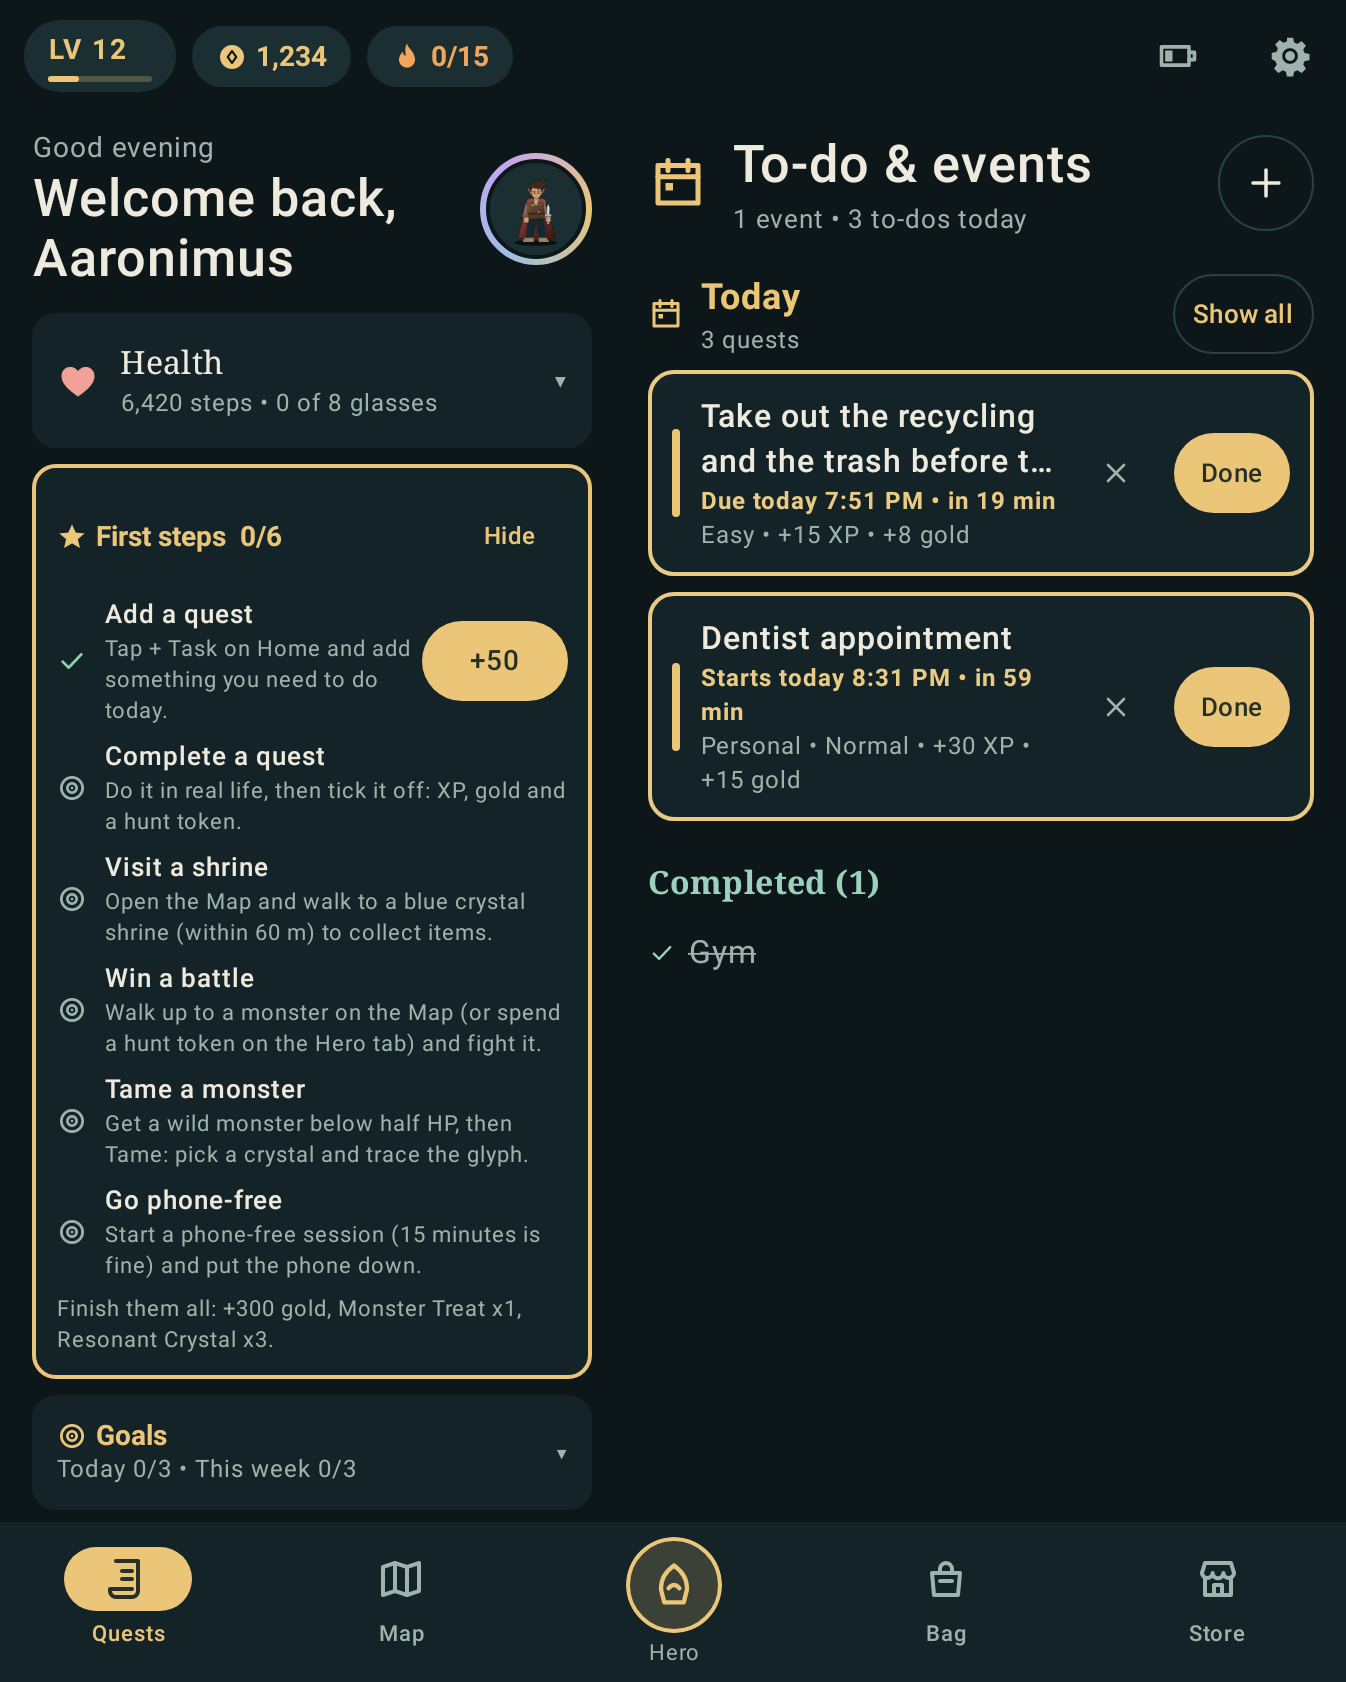 LV 12
1,234
0/15
Good evening
Welcome back,
Aaronimus
Health
6,420 steps • 0 of 8 glasses
First steps 0/6
Hide
Add a quest
Tap + Task on Home and add
something you need to do
today.
+50
Complete a quest
Do it in real life, then tick it off: XP, gold and
a hunt token.
Visit a shrine
Open the Map and walk to a blue crystal
shrine (within 60 m) to collect items.
Win a battle
Walk up to a monster on the Map (or spend
a hunt token on the Hero tab) and fight it.
Tame a monster
Get a wild monster below half HP, then
Tame: pick a crystal and trace the glyph.
Go phone-free
Start a phone-free session (15 minutes is
fine) and put the phone down.
Finish them all: +300 gold, Monster Treat x1,
Resonant Crystal x3.
Goals
Today 0/3 • This week 0/3
To-do & events
1 event • 3 to-dos today
Today
3 quests
Show all
Take out the recycling
and the trash before t…
Due today 7:51 PM • in 19 min
Easy • +15 XP • +8 gold
Done
Dentist appointment
Starts today 8:31 PM • in 59
min
Personal • Normal • +30 XP •
+15 gold
Done
Completed (1)
Gym
Quests
Map
Hero
Bag
Store